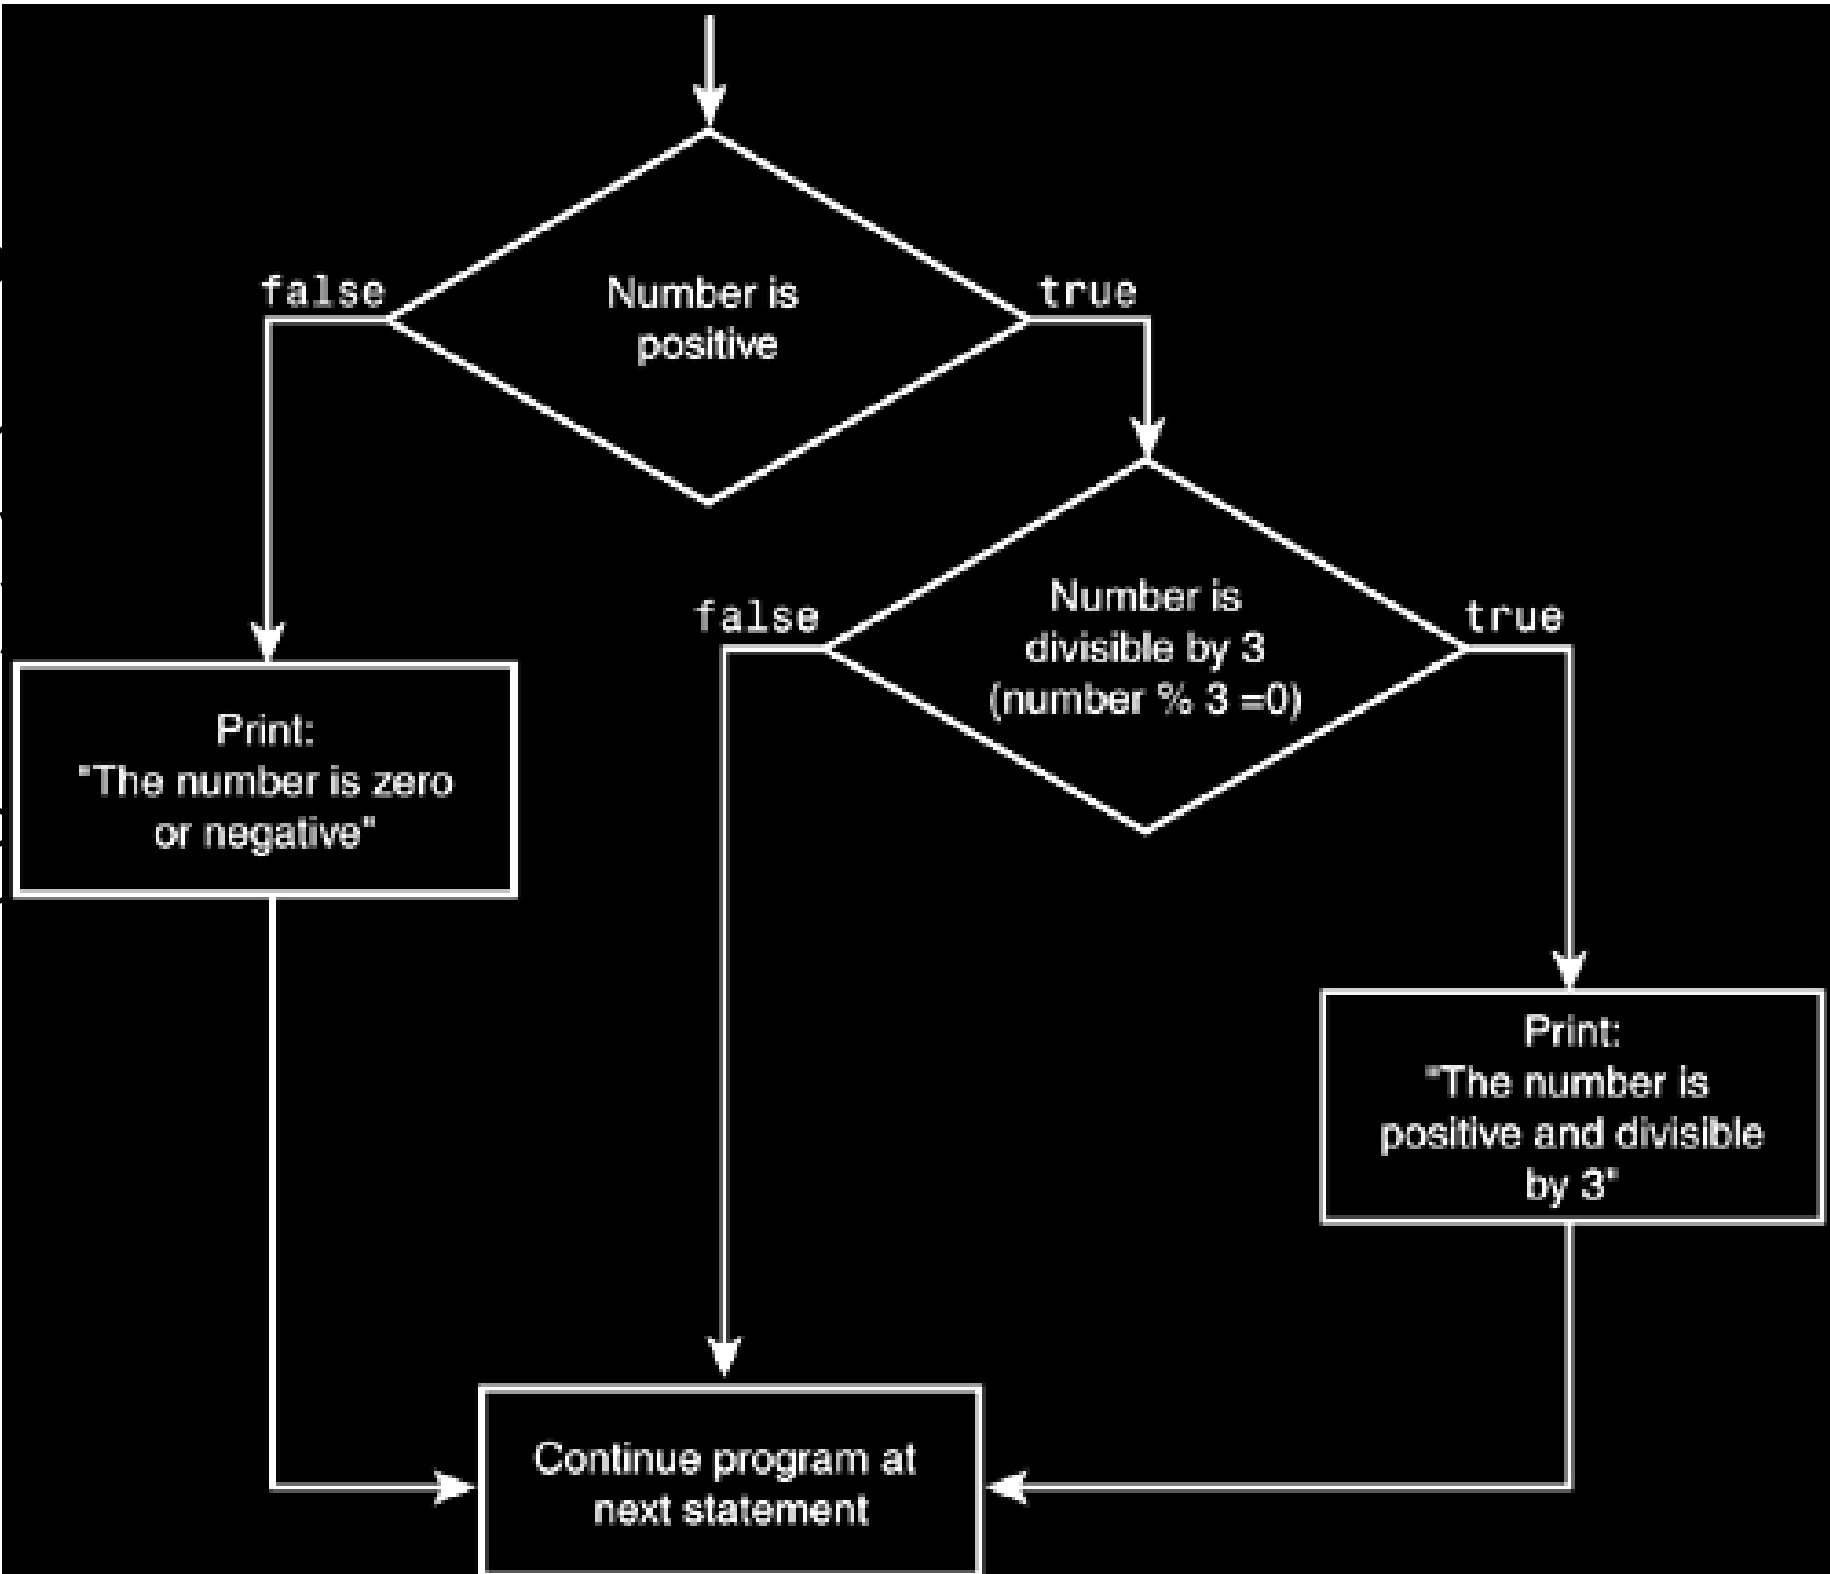 Number is
positive
false
true
Number is
divisible by 3
(number % 3 =0)
false
true
Print:
"The number is zero
or negative"
Print:
"The number is
positive and divisible
by 3"
Continue program at
next statement